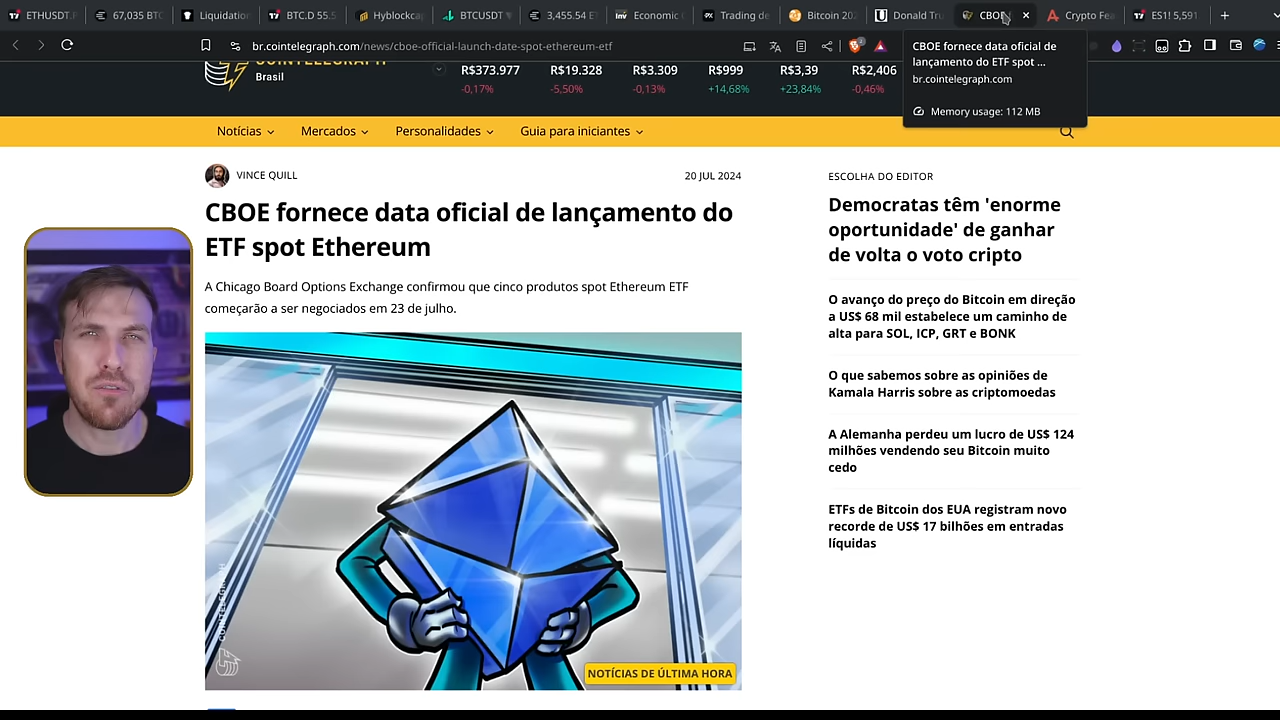 ETHUSDT.P
67,035 BTC
Liquidation
BTC.D 55.5
Hyblockcap
BTCUSDT
3,455.54 ET
Economic
Trading de
Bitcoin 202
Donald Tru
CBOE
Crypto Fea
ES1! 5,591
br.cointelegraph.com/news/cboe-official-launch-date-spot-ethereum-etf
CBOE fornece data oficial de
lançamento do ETF spot ...
br.cointelegraph.com
Memory usage: 112 MB
COINTELEGRAPH
Brasil
R$373.977
-0,17%
R$19.328
-5,50%
R$3.309
-0,13%
R$999
+14,68%
R$3,39
+23,84%
R$2,406
-0,46%
Notícias
Mercados
Personalidades
Guia para iniciantes
VINCE QUILL
20 JUL 2024
CBOE fornece data oficial de lançamento do
ETF spot Ethereum
A Chicago Board Options Exchange confirmou que cinco produtos spot Ethereum ETF
começarão a ser negociados em 23 de julho.
COINTELEGRAPH
NOTÍCIAS DE ÚLTIMA HORA
ESCOLHA DO EDITOR
Democratas têm 'enorme
oportunidade' de ganhar
de volta o voto cripto
O avanço do preço do Bitcoin em direção
a US$ 68 mil estabelece um caminho de
alta para SOL, ICP, GRT e BONK
O que sabemos sobre as opiniões de
Kamala Harris sobre as criptomoedas
A Alemanha perdeu um lucro de US$ 124
milhões vendendo seu Bitcoin muito
cedo
ETFs de Bitcoin dos EUA registram novo
recorde de US$ 17 bilhões em entradas
líquidas